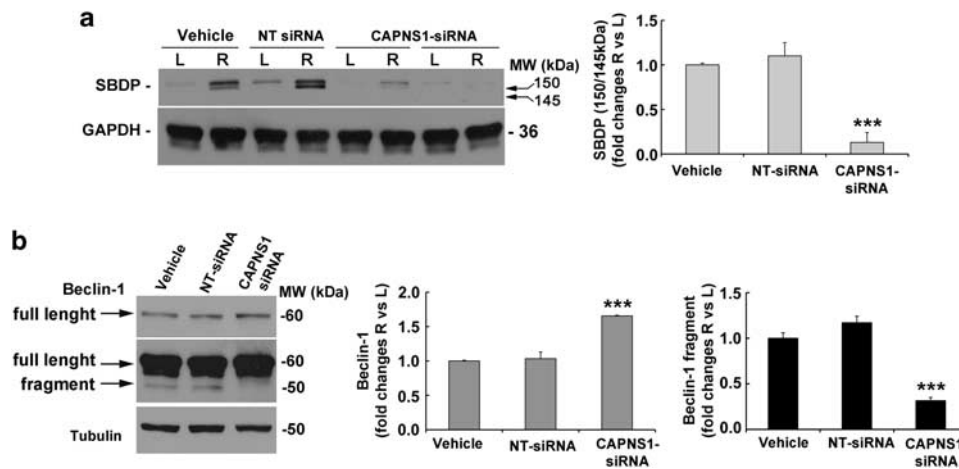 a
Vehicle NT siRNA CAPNS1-siRNA
L R L R L R L R MW (kDa)
SBDP - 150
145
GAPDH - - 36
SBDP (150/145kDa)
(fold changes R vs L)
1.5
1.0
0.5
0.0
***
Vehicle NT-siRNA CAPNS1-
siRNA
b
Vehicle
NT-siRNA
CAPNS1
siRNA
Beclin-1 MW (kDa)
full lenght -60
full lenght -60
fragment -50
Tubulin -50
Beclin-1
(fold changes R vs L)
2.0
1.5
1.0
0.5
0.0
***
Vehicle NT-siRNA CAPNS1-
siRNA
Beclin-1 fragment
(fold changes R vs L)
1.5
1.0
0.5
0.0
***
Vehicle NT-siRNA CAPNS1-
siRNA